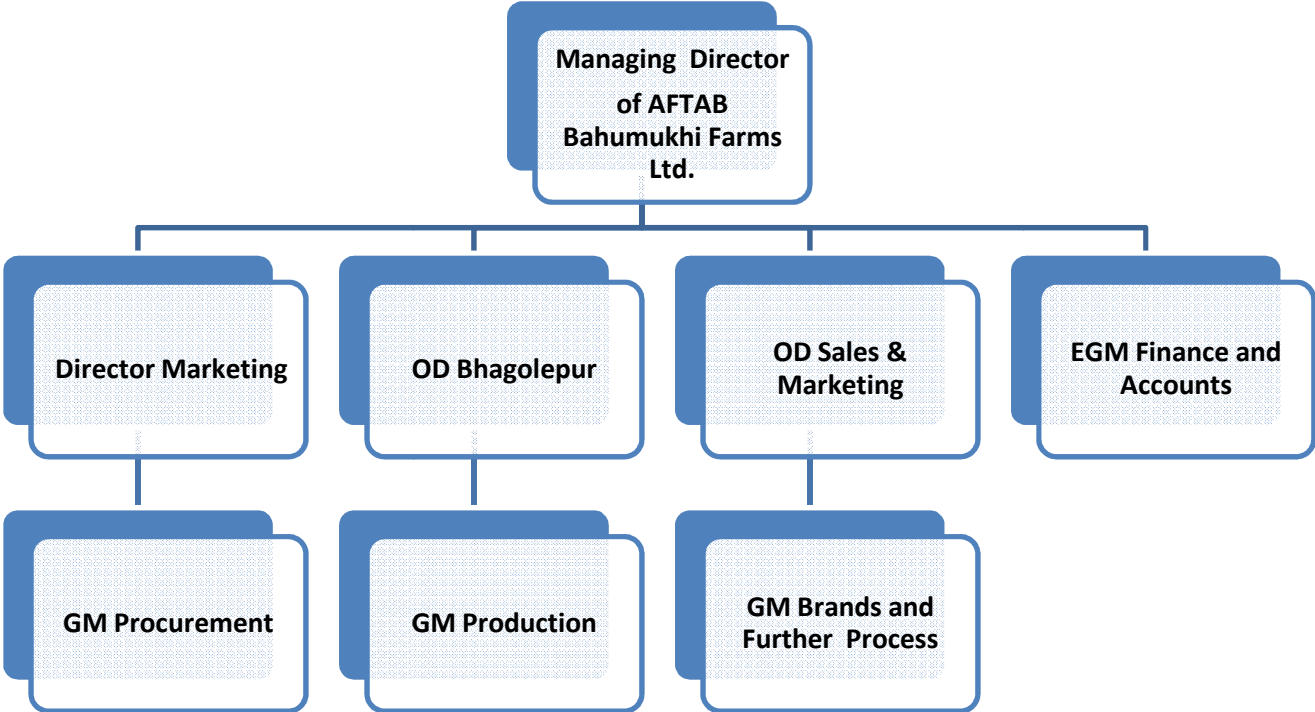 Managing Director
of AFTAB
Bahumukhi Farms
Ltd.
Director Marketing
OD Bhagolepur
OD Sales &
Marketing
EGM Finance and
Accounts
GM Procurement
GM Production
GM Brands and
Further Process